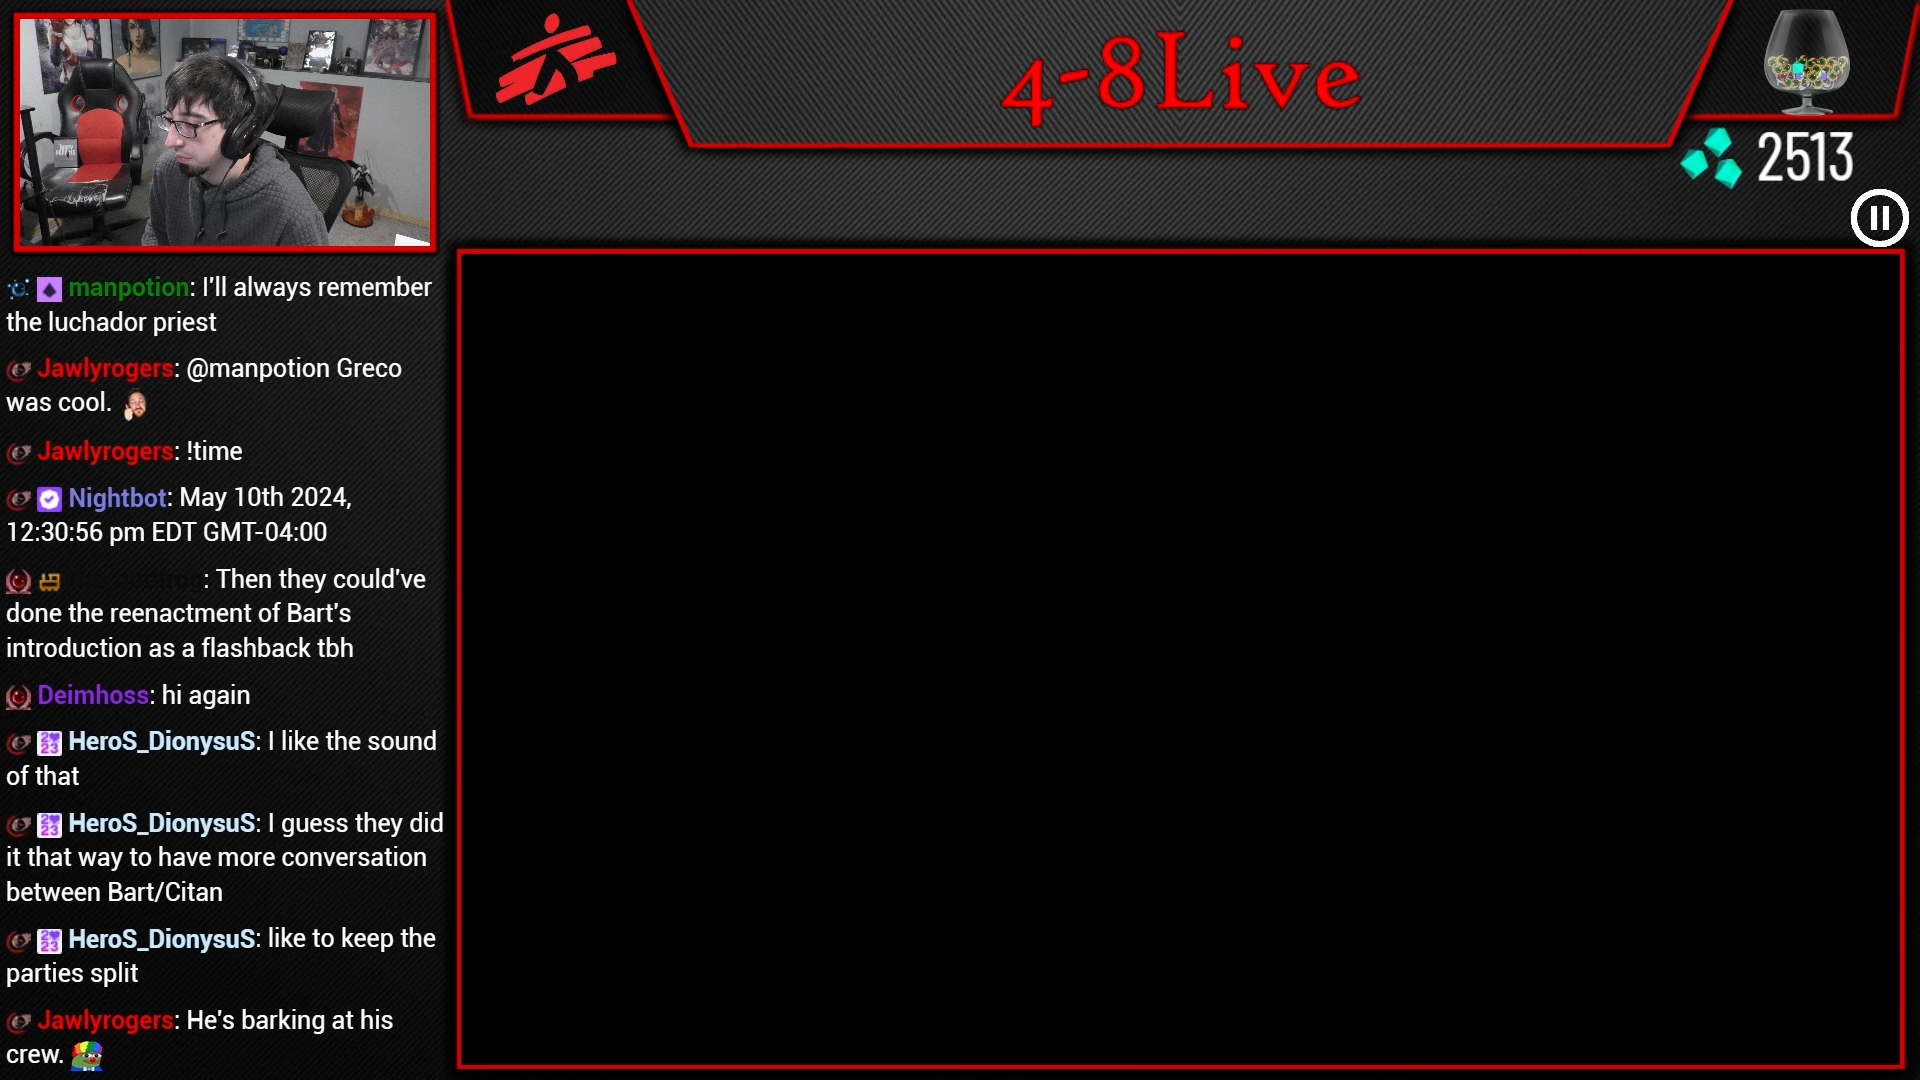 4-8Live
2513
manpotion: I'll always remember
the luchador priest
Jawlyrogers: @manpotion Greco
was cool.
Jawlyrogers: !time
Nightbot: May 10th 2024,
12:30:56 pm EDT GMT-04:00
: Then they could've
done the reenactment of Bart's
introduction as a flashback tbh
Deimhoss: hi again
HeroS_DionysuS: I like the sound
of that
HeroS_DionysuS: I guess they did
it that way to have more conversation
between Bart/Citan
HeroS_DionysuS: like to keep the
parties split
Jawlyrogers: He's barking at his
crew.